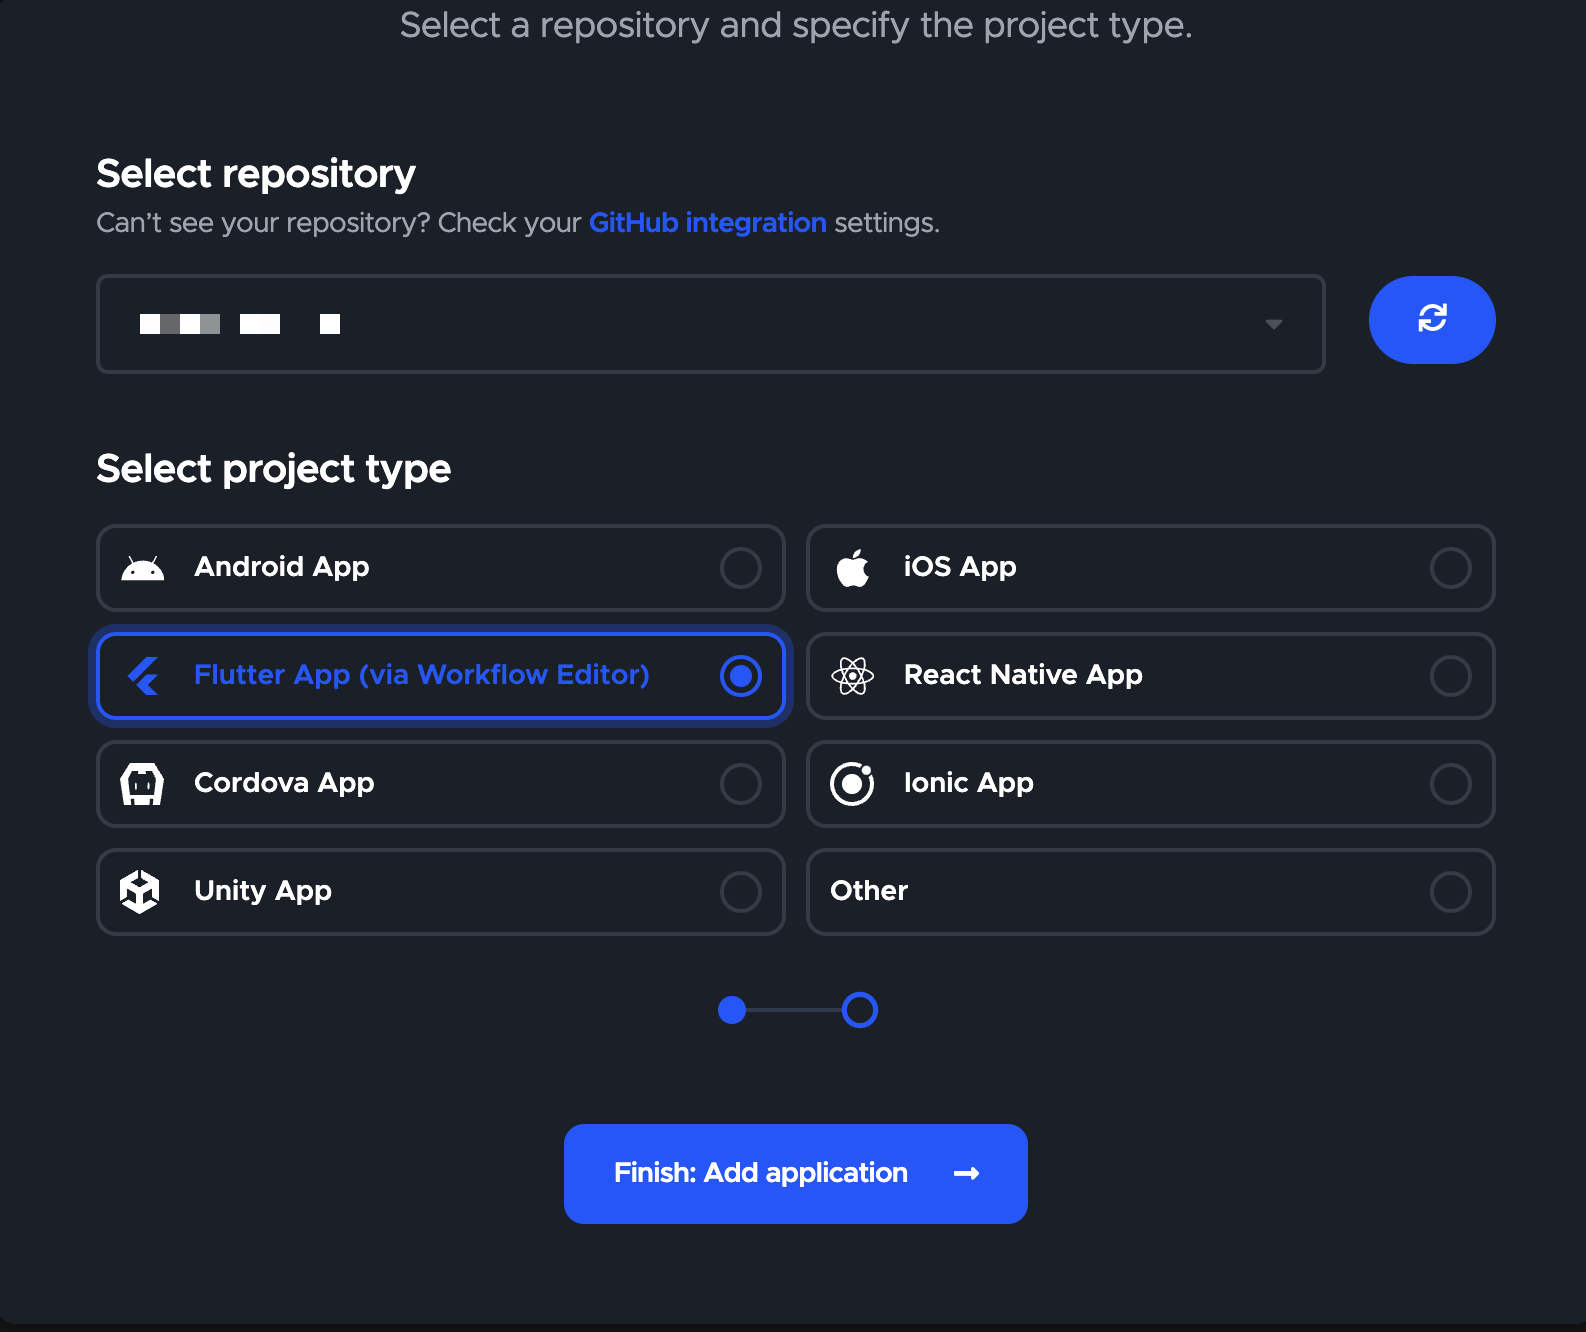 Select a repository and specify the project type.
Select repository
Can’t see your repository? Check your GitHub integration settings.
Select project type
Android App
iOS App
Flutter App (via Workflow Editor)
React Native App
Cordova App
Ionic App
Unity App
Other
Finish: Add application